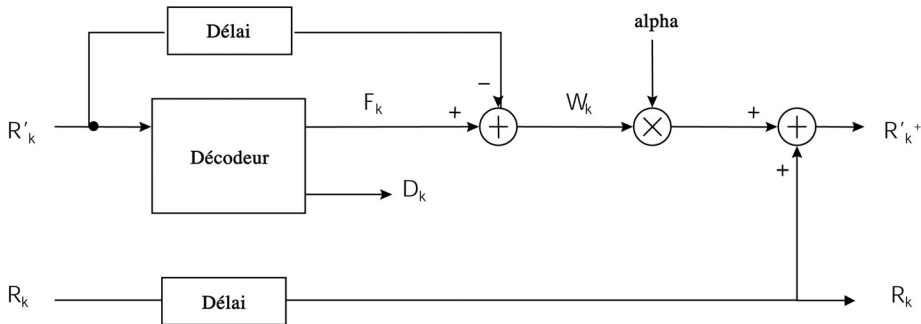 Délai
alpha
−
F_k
+
W_k
+
R'_k
+
×
+
R'_k^+
Décodeur
D_k
+
R_k
Délai
R_k